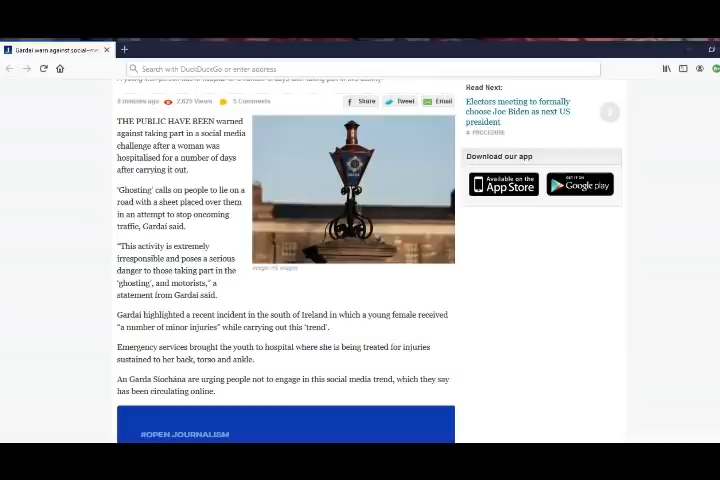 Gardaí warn against social-me
Search with DuckDuckGo or enter address
2,625 Views
5 Comments
Share
Tweet
Email
THE PUBLIC HAVE BEEN warned
against taking part in a social media
challenge after a woman was
hospitalised for a number of days
after carrying it out.
'Ghosting' calls on people to lie on a
road with a sheet placed over them
in an attempt to stop oncoming
traffic, Gardaí said.
"This activity is extremely
irresponsible and poses a serious
danger to those taking part in the
'ghosting', and motorists," a
statement from Gardaí said.
Gardaí highlighted a recent incident in the south of Ireland in which a young female received
"a number of minor injuries" while carrying out this 'trend'.
Emergency services brought the youth to hospital where she is being treated for injuries
sustained to her back, torso and ankle.
An Garda Síochána are urging people not to engage in this social media trend, which they say
has been circulating online.
#OPEN JOURNALISM
Read Next:
Electors meeting to formally
choose Joe Biden as next US
president
# PROCEDURE
Download our app
Available on the
App Store
GET IT ON
Google play